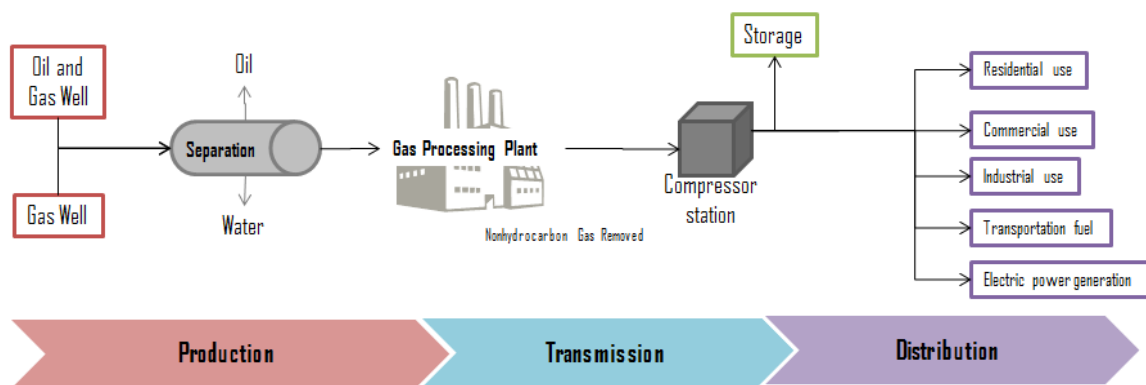 Oil and
Gas Well
Gas Well
Oil
Separation
Water
Gas Processing Plant
Nonhydrocarbon Gas Removed
Compressor
station
Storage
Residential use
Commercial use
Industrial use
Transportation fuel
Electric power generation
Production
Transmission
Distribution